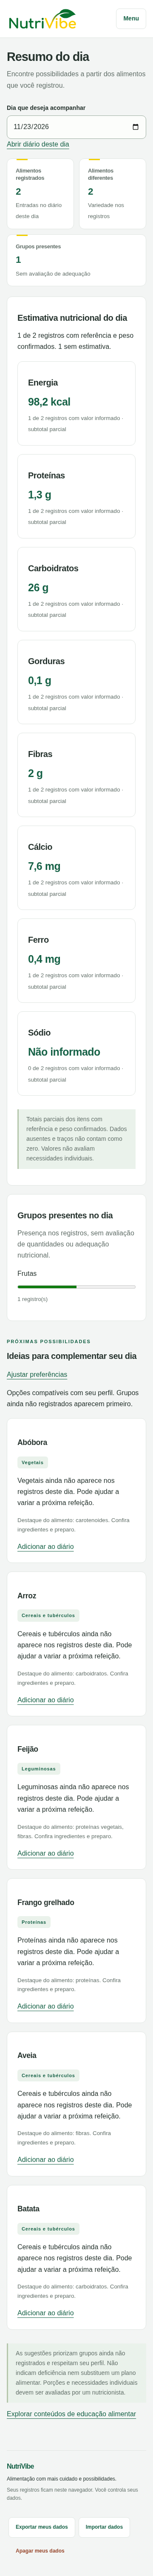 NutriVibe
Menu
Resumo do dia
Encontre possibilidades a partir dos alimentos
que você registrou.
Dia que deseja acompanhar
11/23/2026
Abrir diário deste dia
Alimentos
registrados
2
Entradas no diário
deste dia
Alimentos
diferentes
2
Variedade nos
registros
Grupos presentes
1
Sem avaliação de adequação
Estimativa nutricional do dia
1 de 2 registros com referência e peso
confirmados. 1 sem estimativa.
Energia
98,2 kcal
1 de 2 registros com valor informado ·
subtotal parcial
Proteínas
1,3 g
1 de 2 registros com valor informado ·
subtotal parcial
Carboidratos
26 g
1 de 2 registros com valor informado ·
subtotal parcial
Gorduras
0,1 g
1 de 2 registros com valor informado ·
subtotal parcial
Fibras
2 g
1 de 2 registros com valor informado ·
subtotal parcial
Cálcio
7,6 mg
1 de 2 registros com valor informado ·
subtotal parcial
Ferro
0,4 mg
1 de 2 registros com valor informado ·
subtotal parcial
Sódio
Não informado
0 de 2 registros com valor informado ·
subtotal parcial
Totais parciais dos itens com
referência e peso confirmados. Dados
ausentes e traços não contam como
zero. Valores não avaliam
necessidades individuais.
Grupos presentes no dia
Presença nos registros, sem avaliação
de quantidades ou adequação
nutricional.
Frutas
1 registro(s)
PRÓXIMAS POSSIBILIDADES
Ideias para complementar seu dia
Ajustar preferências
Opções compatíveis com seu perfil. Grupos
ainda não registrados aparecem primeiro.
Abóbora
Vegetais
Vegetais ainda não aparece nos
registros deste dia. Pode ajudar a
variar a próxima refeição.
Destaque do alimento: carotenoides. Confira
ingredientes e preparo.
Adicionar ao diário
Arroz
Cereais e tubérculos
Cereais e tubérculos ainda não
aparece nos registros deste dia. Pode
ajudar a variar a próxima refeição.
Destaque do alimento: carboidratos. Confira
ingredientes e preparo.
Adicionar ao diário
Feijão
Leguminosas
Leguminosas ainda não aparece nos
registros deste dia. Pode ajudar a
variar a próxima refeição.
Destaque do alimento: proteínas vegetais,
fibras. Confira ingredientes e preparo.
Adicionar ao diário
Frango grelhado
Proteínas
Proteínas ainda não aparece nos
registros deste dia. Pode ajudar a
variar a próxima refeição.
Destaque do alimento: proteínas. Confira
ingredientes e preparo.
Adicionar ao diário
Aveia
Cereais e tubérculos
Cereais e tubérculos ainda não
aparece nos registros deste dia. Pode
ajudar a variar a próxima refeição.
Destaque do alimento: fibras. Confira
ingredientes e preparo.
Adicionar ao diário
Batata
Cereais e tubérculos
Cereais e tubérculos ainda não
aparece nos registros deste dia. Pode
ajudar a variar a próxima refeição.
Destaque do alimento: carboidratos. Confira
ingredientes e preparo.
Adicionar ao diário
As sugestões priorizam grupos ainda não
registrados e respeitam seu perfil. Não
indicam deficiência nem substituem um plano
alimentar. Porções e necessidades individuais
devem ser avaliadas por um nutricionista.
Explorar conteúdos de educação alimentar
NutriVibe
Alimentação com mais cuidado e possibilidades.
Seus registros ficam neste navegador. Você controla seus
dados.
Exportar meus dados
Importar dados
Apagar meus dados